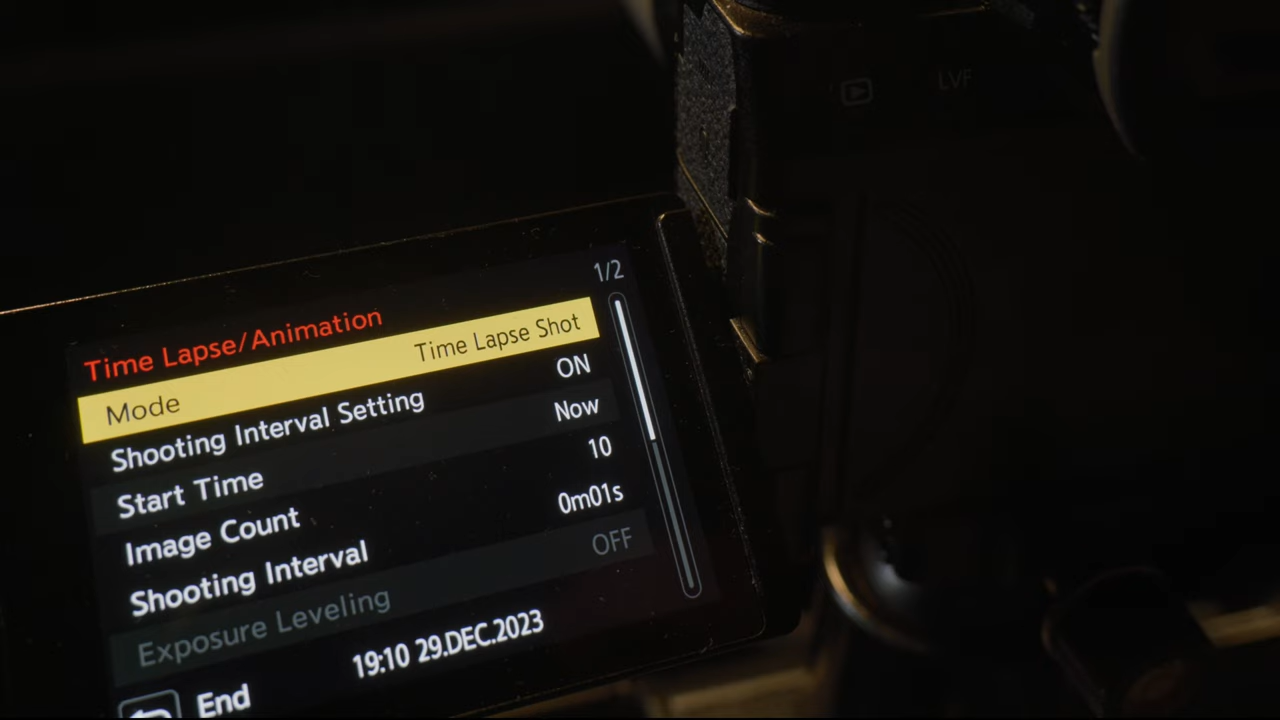 LVF
1/2
Time Lapse/Animation
Mode Time Lapse Shot
Shooting Interval Setting ON
Start Time Now
Image Count 10
Shooting Interval 0m01s
Exposure Leveling OFF
19:10 29.DEC.2023
End